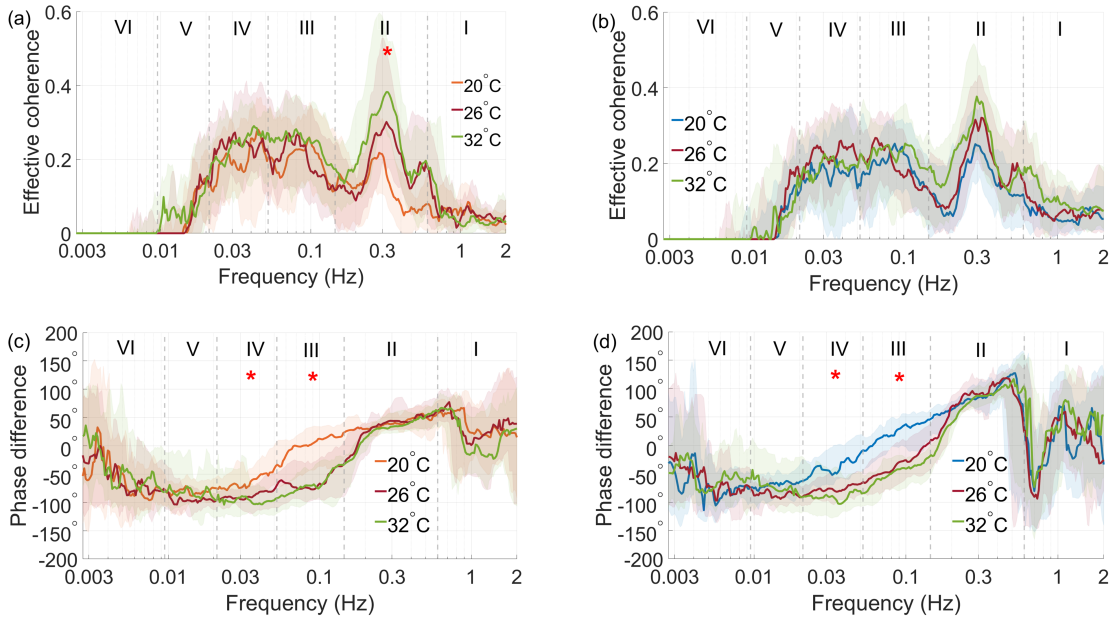 (a)
0.6
0.4
0.2
0
Effective coherence
VI V IV III II I
*
20°C
26°C
32°C
0.003 0.01 0.03 0.1 0.3 1 2
Frequency (Hz)
(b)
0.6
0.4
0.2
0
Effective coherence
VI V IV III II I
20°C
26°C
32°C
0.003 0.01 0.03 0.1 0.3 1 2
Frequency (Hz)
(c)
200°
150°
100°
50°
0°
-50°
-100°
-150°
-200
Phase difference
VI V IV III II I
* *
20°C
26°C
32°C
0.003 0.01 0.03 0.1 0.3 1 2
Frequency (Hz)
(d)
200°
150°
100°
50°
0°
-50°
-100°
-150°
-200
Phase difference
VI V IV III II I
* *
20°C
26°C
32°C
0.003 0.01 0.03 0.1 0.3 1 2
Frequency (Hz)